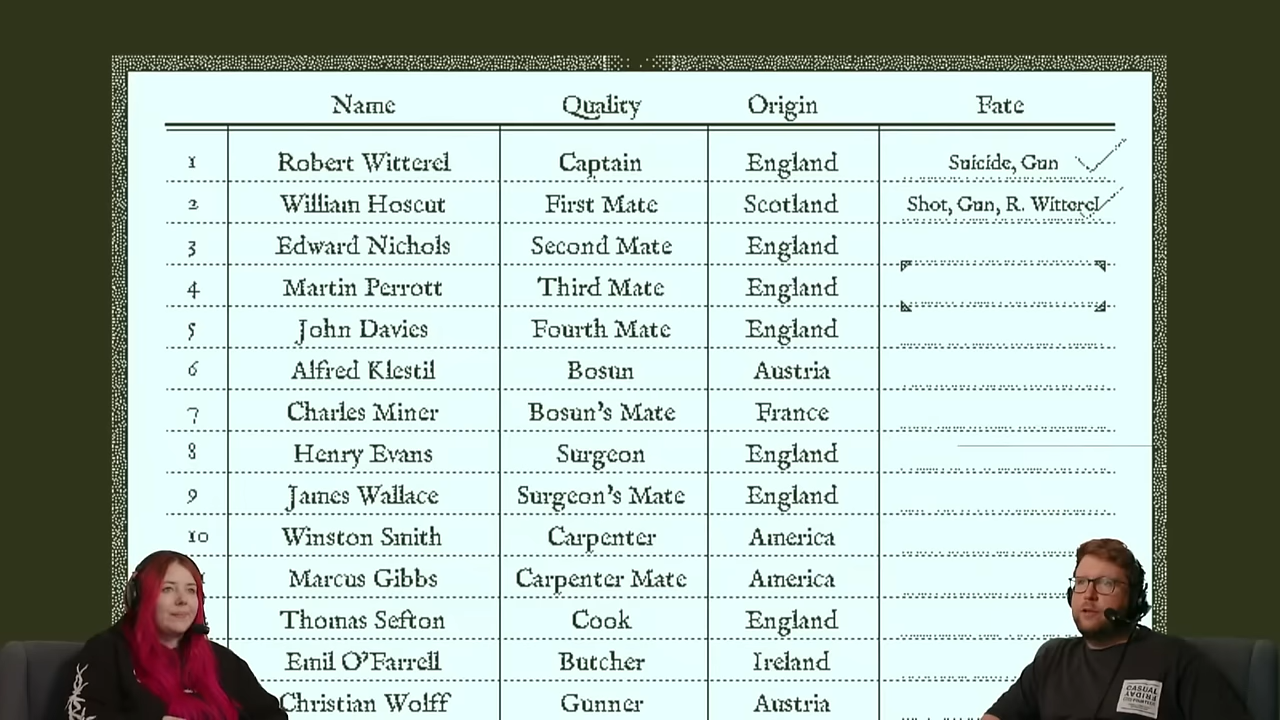 Name Quality Origin Fate
1 Robert Witterel Captain England Suicide, Gun
2 William Hoscut First Mate Scotland Shot, Gun, R. Witterel
3 Edward Nichols Second Mate England
4 Martin Perrott Third Mate England
5 John Davies Fourth Mate England
6 Alfred Klestil Bosun Austria
7 Charles Miner Bosun's Mate France
8 Henry Evans Surgeon England
9 James Wallace Surgeon's Mate England
10 Winston Smith Carpenter America
Marcus Gibbs Carpenter Mate America
Thomas Sefton Cook England
Emil O'Farrell Butcher Ireland
Christian Wolff Gunner Austria
CASUAL
FRIDAY